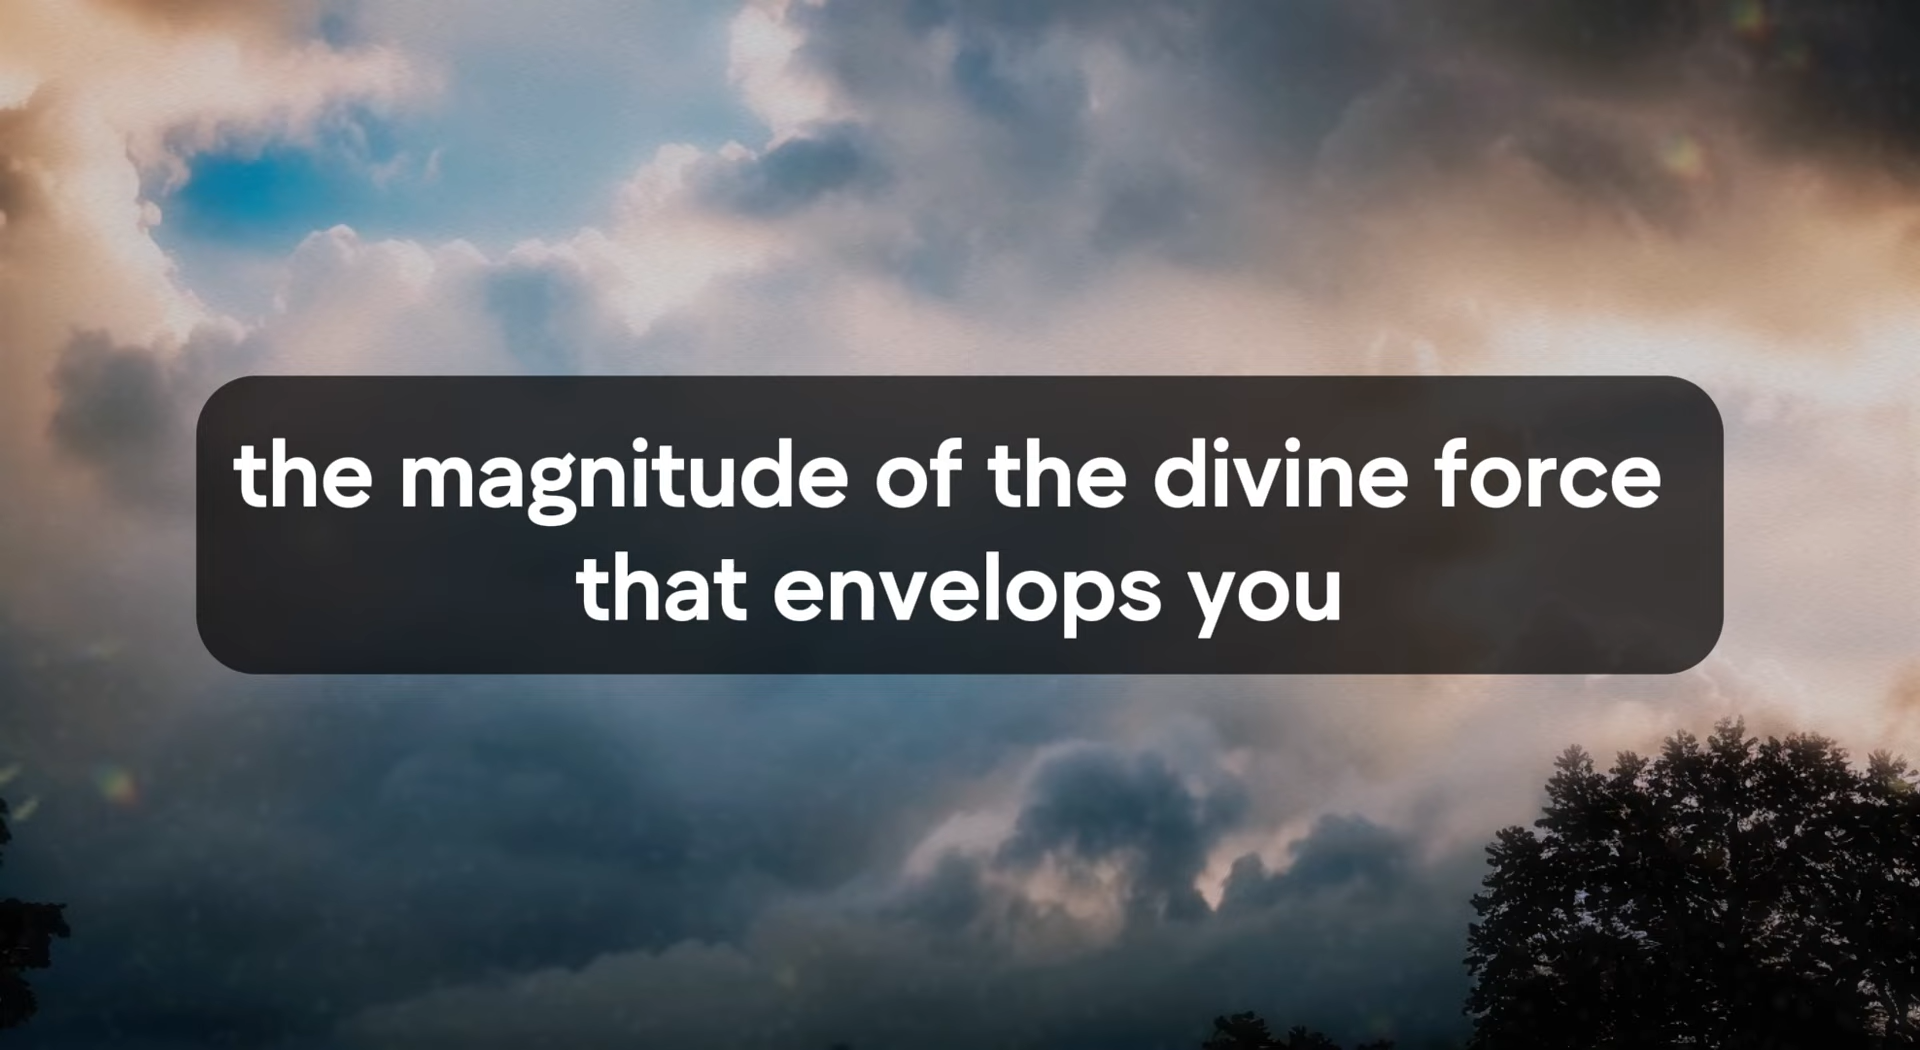 the magnitude of the divine force
that envelops you